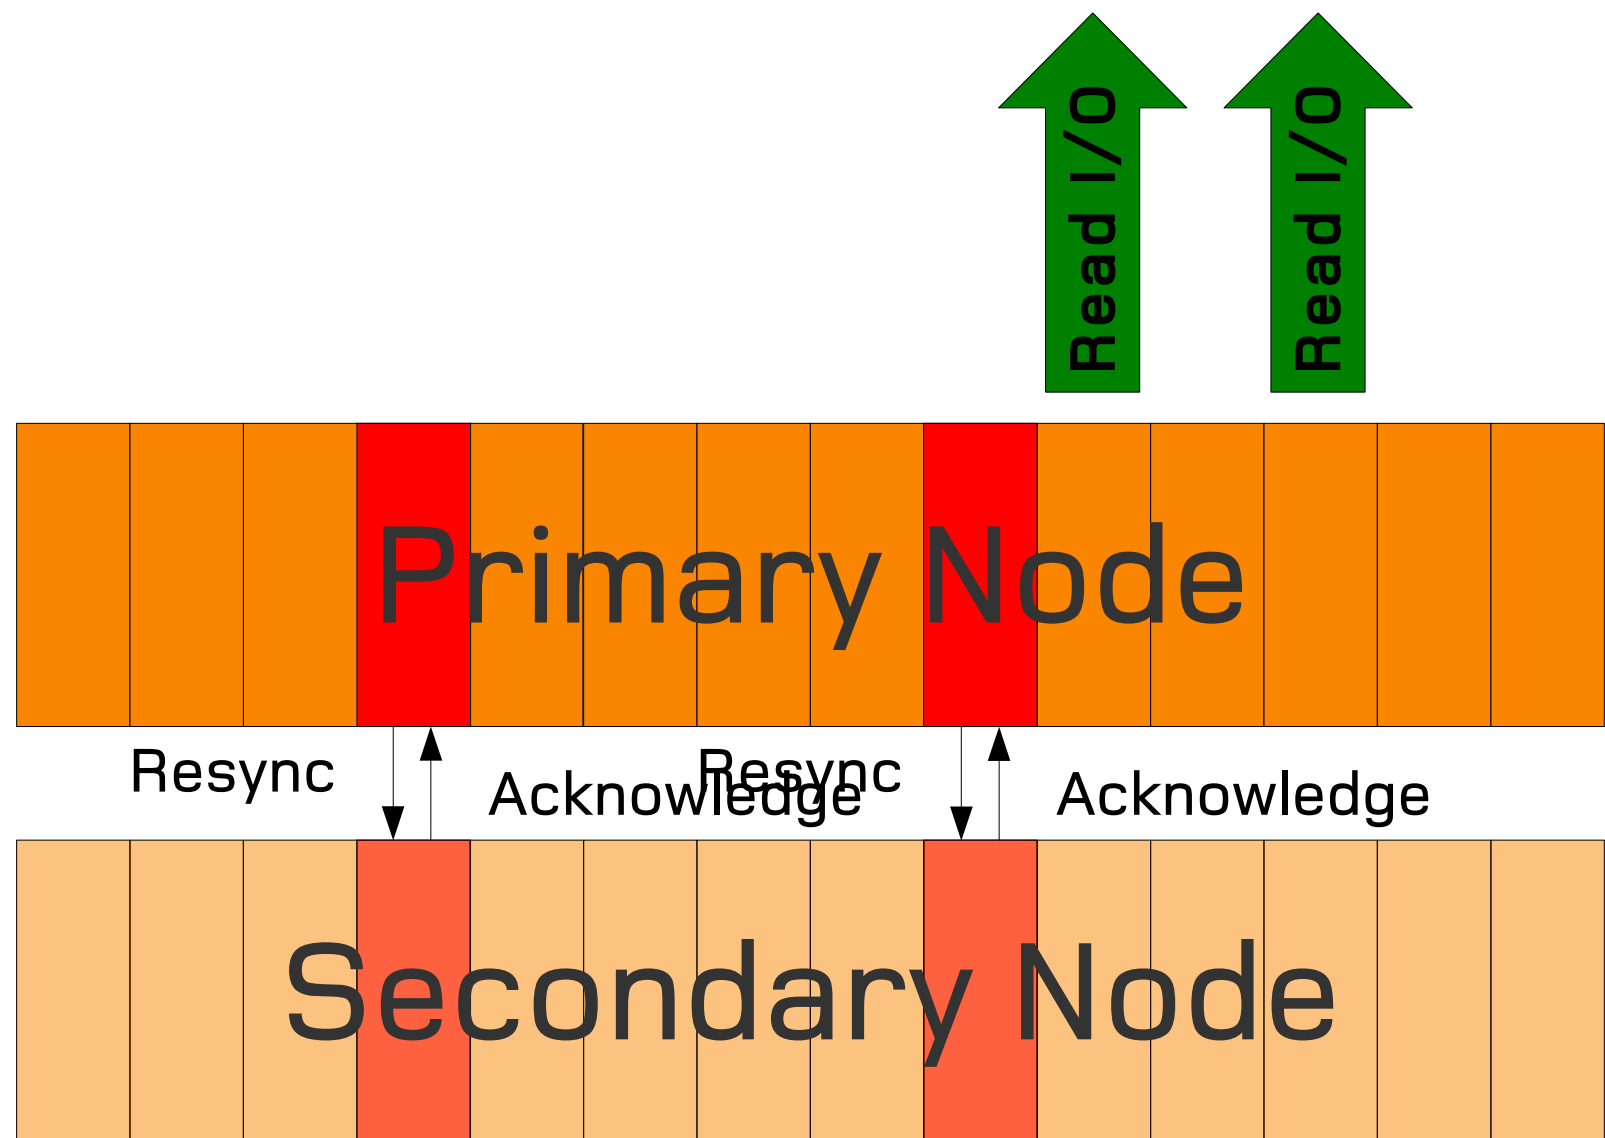 Read I/O
Read I/O
Primary Node
Resync
Acknowledge
Resync
Acknowledge
Secondary Node